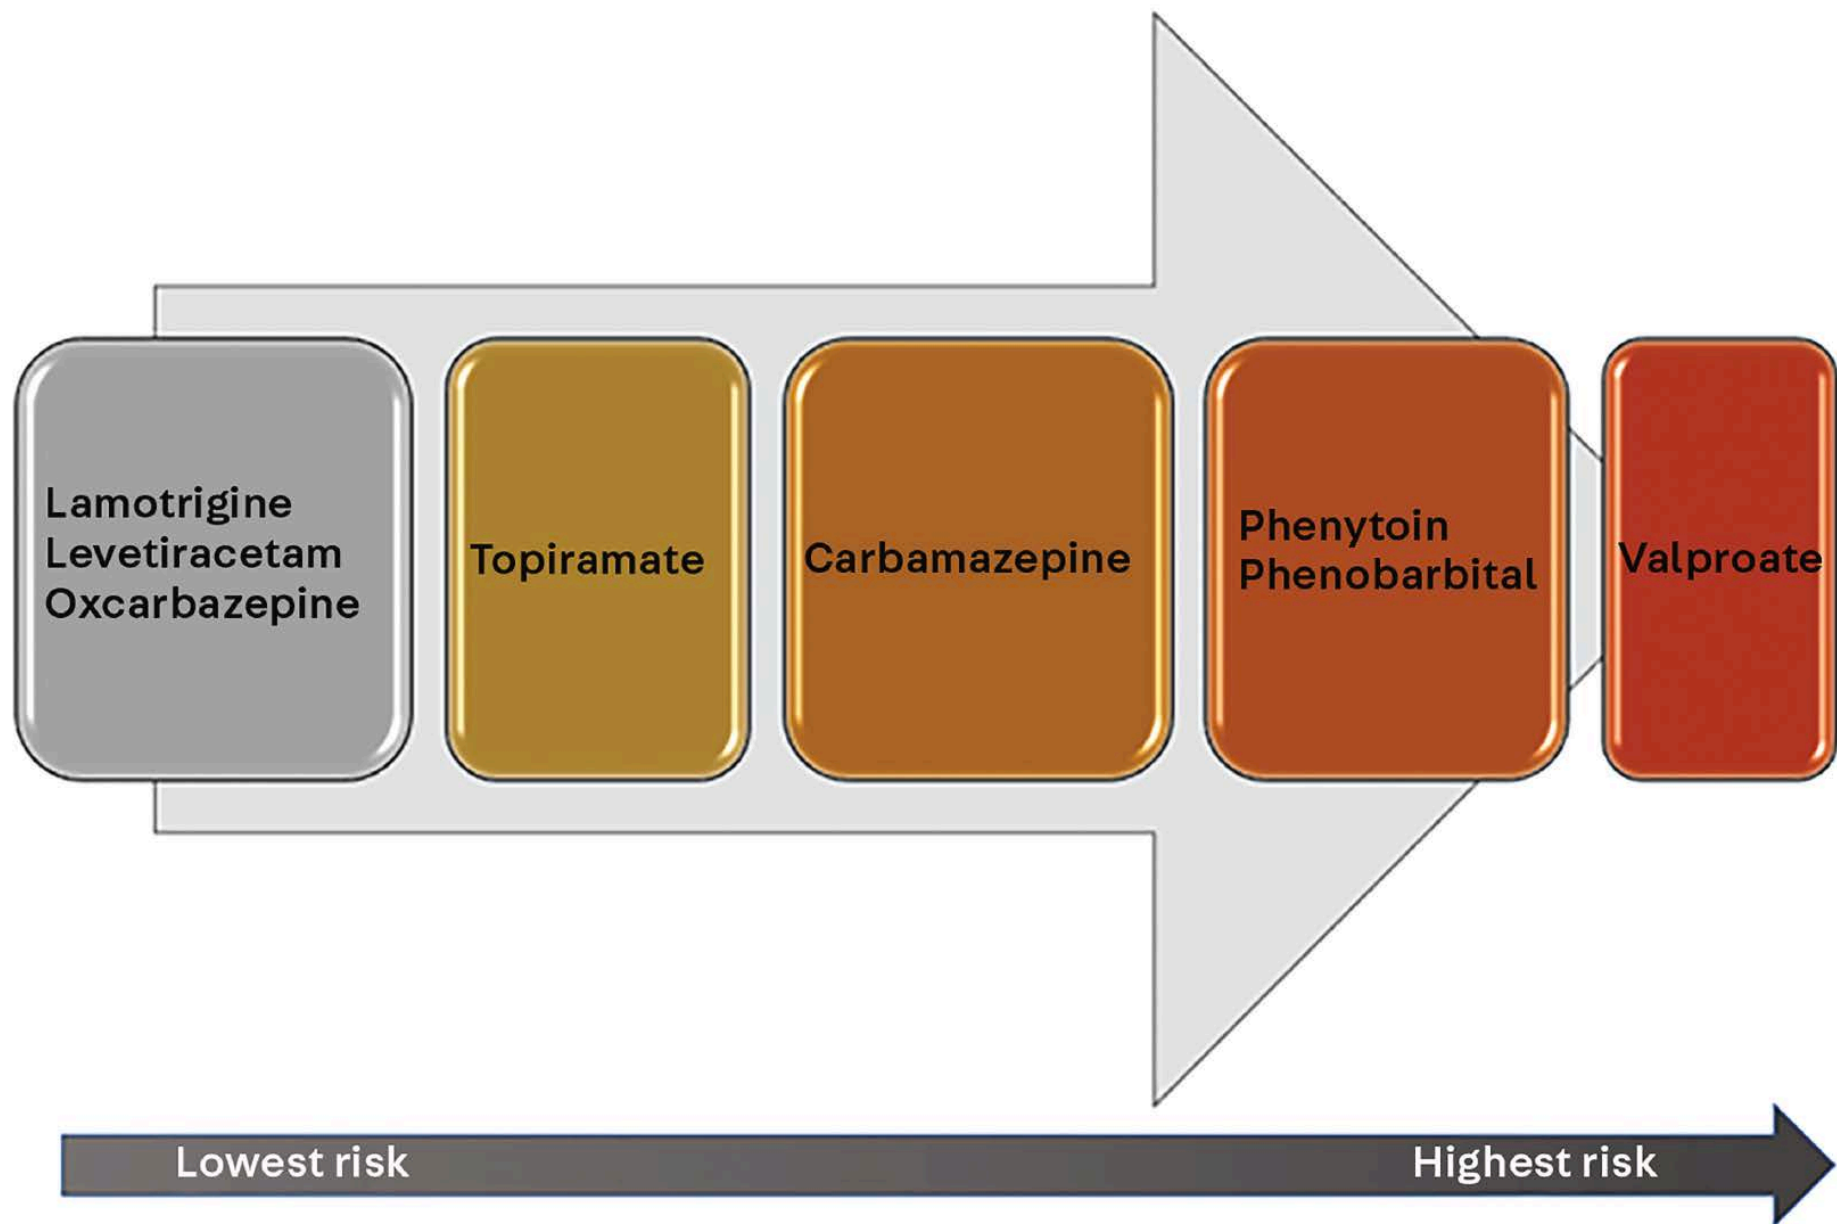 Lamotrigine
Levetiracetam
Oxcarbazepine
Topiramate
Carbamazepine
Phenytoin
Phenobarbital
Valproate
Lowest risk
Highest risk